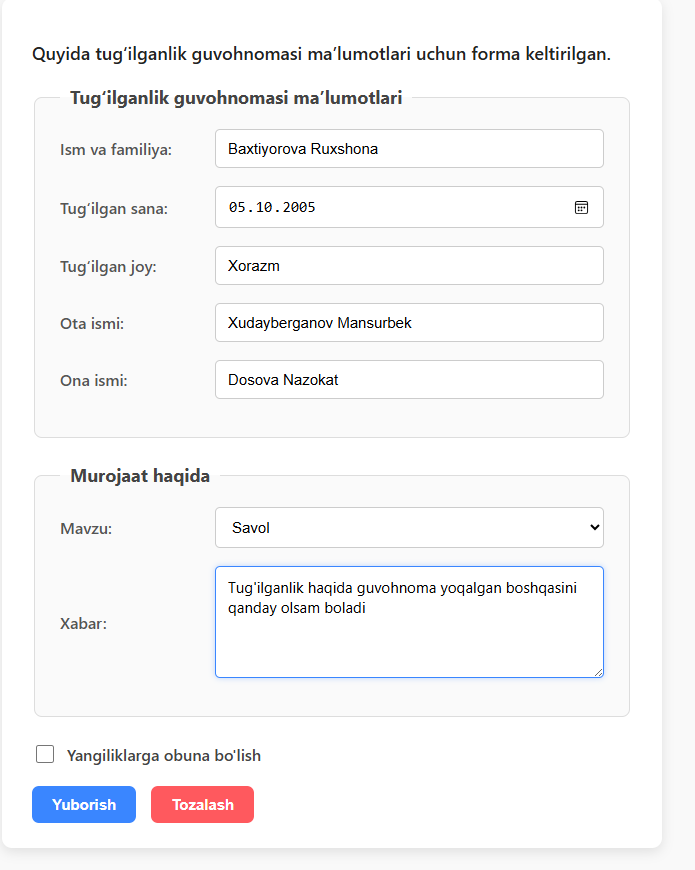 Quyida tugʻilganlik guvohnomasi maʼlumotlari uchun forma keltirilgan.
Tugʻilganlik guvohnomasi maʼlumotlari
Ism va familiya: Baxtiyorova Ruxshona
Tugʻilgan sana: 05.10.2005
Tugʻilgan joy: Xorazm
Ota ismi: Xudayberganov Mansurbek
Ona ismi: Dosova Nazokat
Murojaat haqida
Mavzu: Savol
Xabar: Tug'ilganlik haqida guvohnoma yoqalgan boshqasini
qanday olsam boladi
Yangiliklarga obuna bo'lish
Yuborish Tozalash